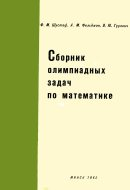 Ф. М. Шустеф, А. М. Фельдман, В. Ю. Гуревич
Сборник
олимпиадных
задач
по математике
МИНСК 1962